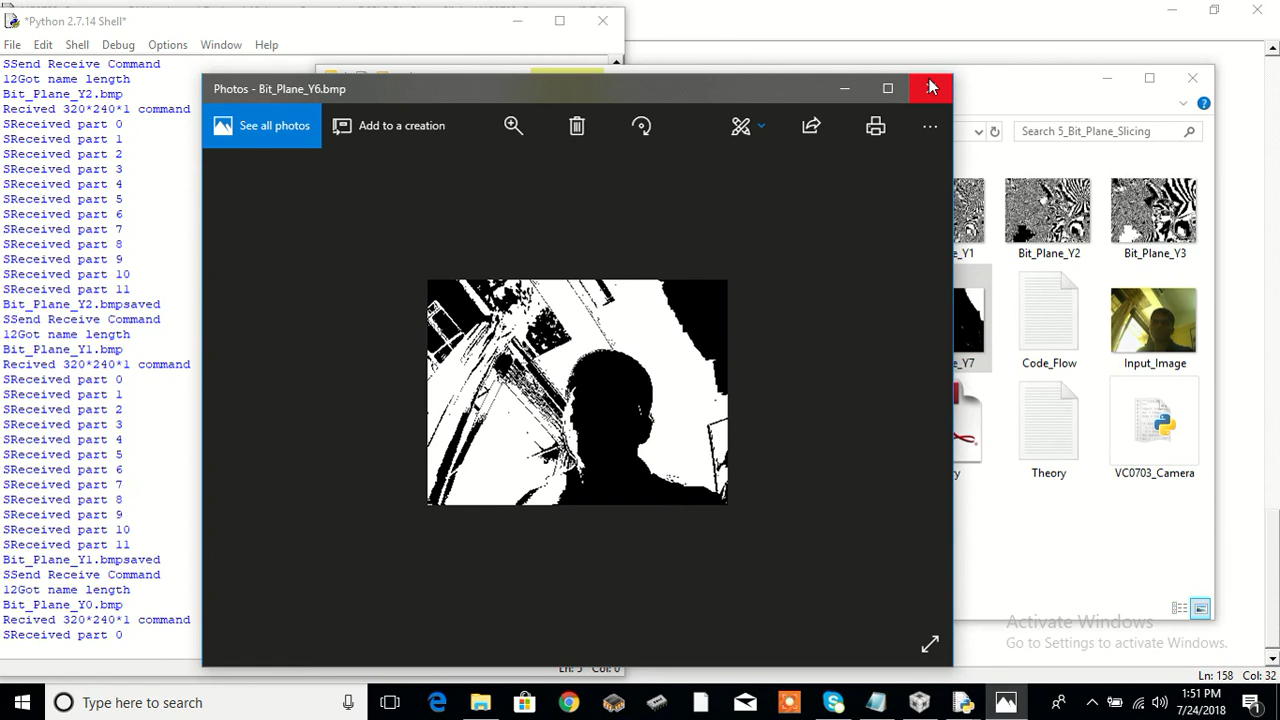 *Python 2.7.14 Shell*
File Edit Shell Debug Options Window Help
SSend Receive Command
12Got name length
Bit_Plane_Y2.bmp
Recived 320*240*1 command
SReceived part 0
SReceived part 1
SReceived part 2
SReceived part 3
SReceived part 4
SReceived part 5
SReceived part 6
SReceived part 7
SReceived part 8
SReceived part 9
SReceived part 10
SReceived part 11
Bit_Plane_Y2.bmpsaved
SSend Receive Command
12Got name length
Bit_Plane_Y1.bmp
Recived 320*240*1 command
SReceived part 0
SReceived part 1
SReceived part 2
SReceived part 3
SReceived part 4
SReceived part 5
SReceived part 6
SReceived part 7
SReceived part 8
SReceived part 9
SReceived part 10
SReceived part 11
Bit_Plane_Y1.bmpsaved
SSend Receive Command
12Got name length
Bit_Plane_Y0.bmp
Recived 320*240*1 command
SReceived part 0
Ln: 5 Col: 0
Photos - Bit_Plane_Y6.bmp
See all photos Add to a creation
Search 5_Bit_Plane_Slicing
e_Y1 Bit_Plane_Y2 Bit_Plane_Y3
e_Y7 Code_Flow Input_Image
Theory VC0703_Camera
Activate Windows
Go to Settings to activate Windows.
Ln: 158 Col: 32
Type here to search
1:51 PM
7/24/2018